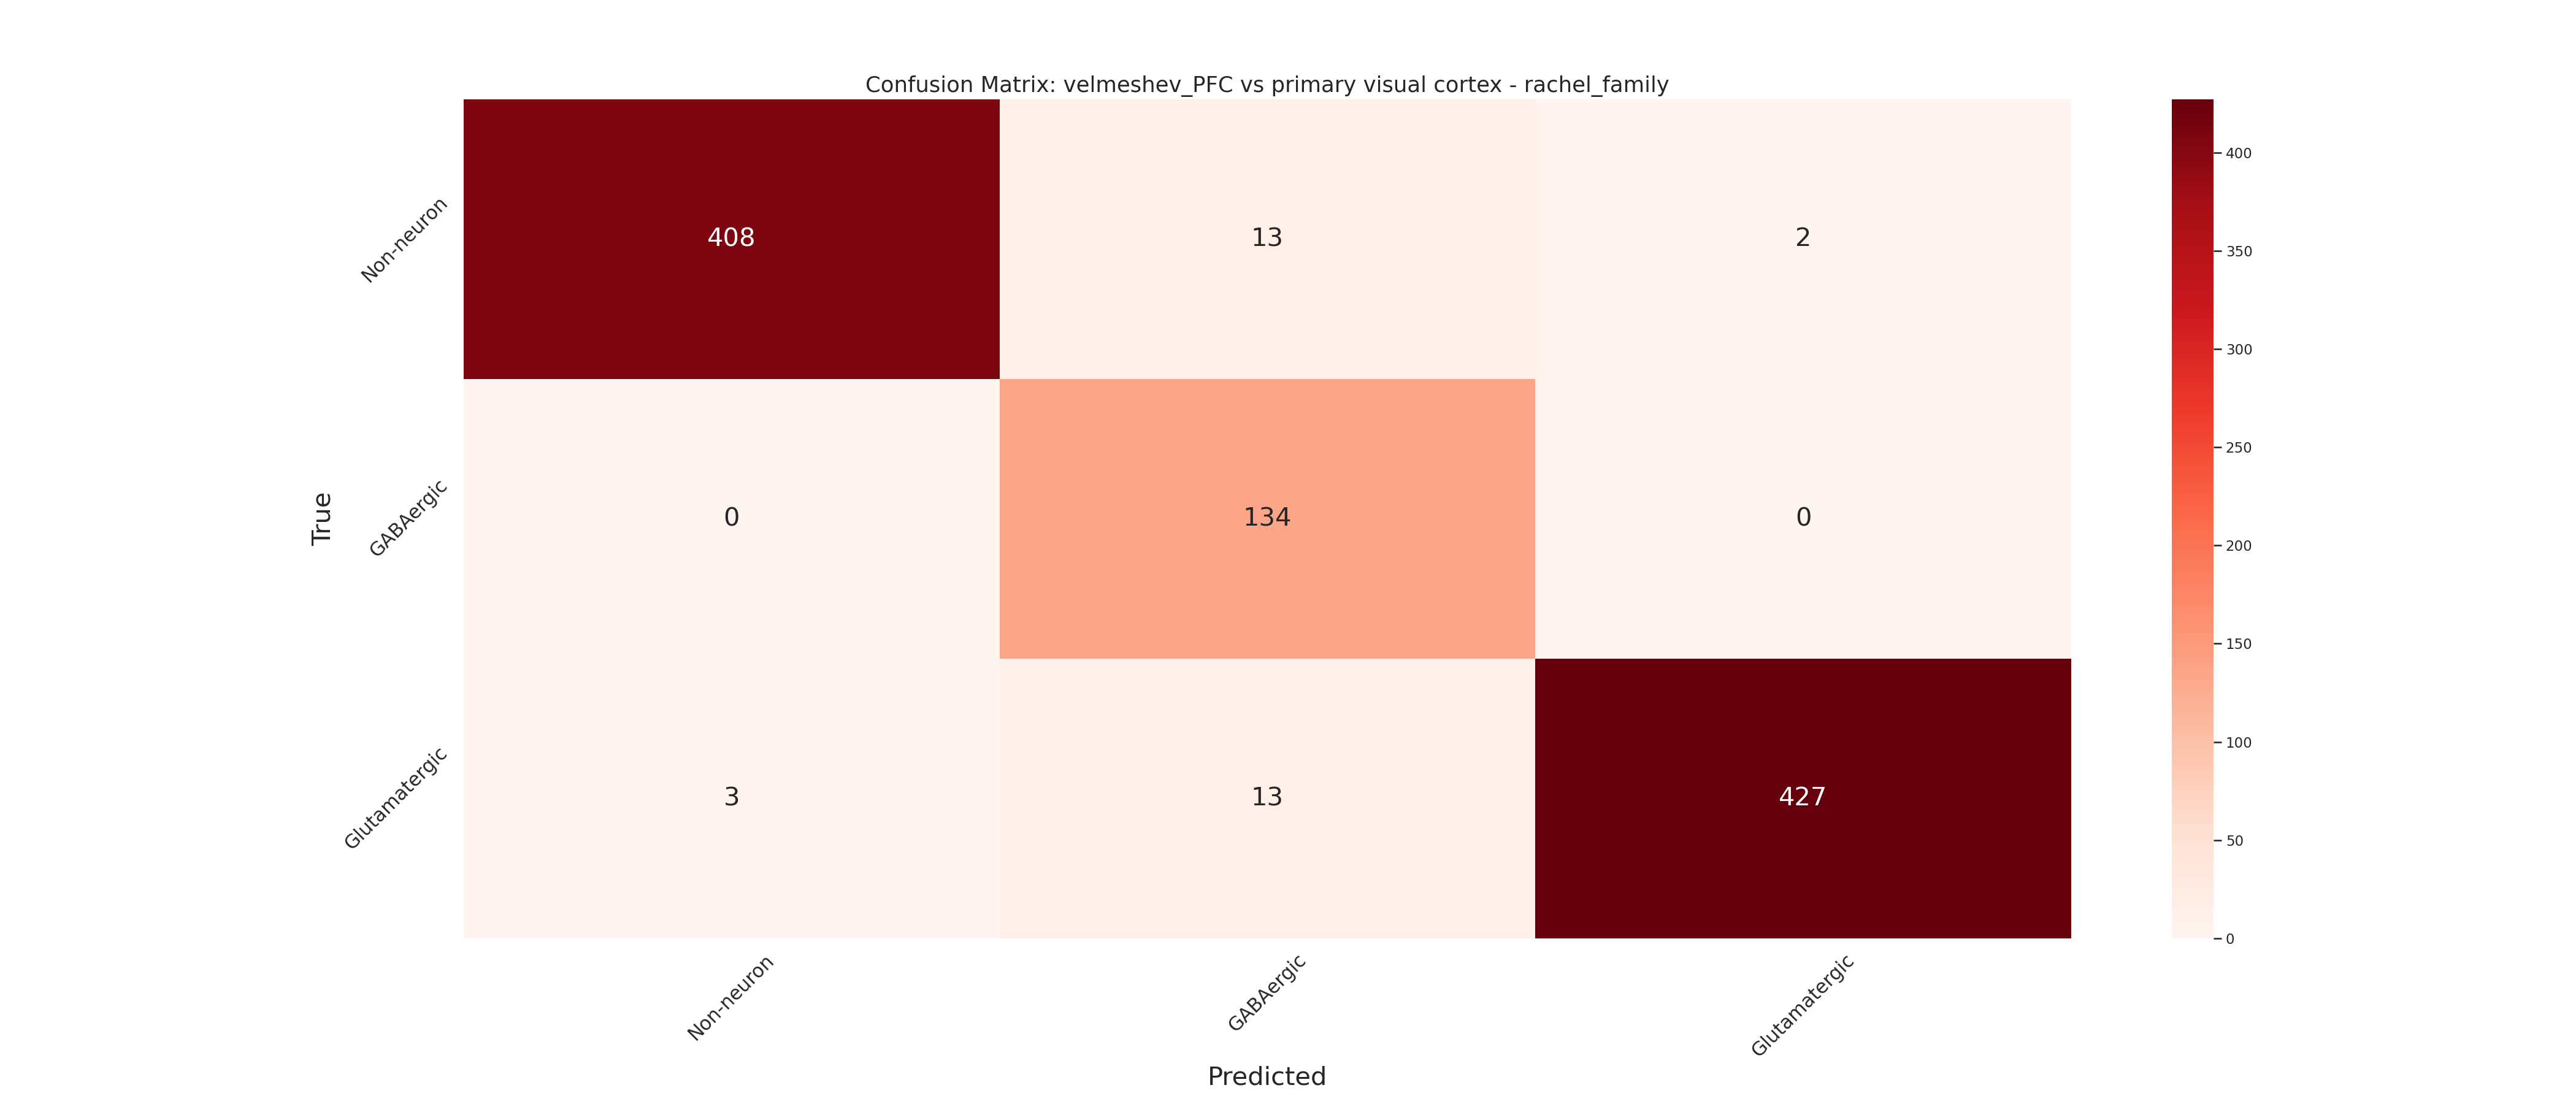 Confusion Matrix: velmeshev_PFC vs primary visual cortex - rachel_family
True
Non-neuron
408
13
2
GABAergic
0
134
0
Glutamatergic
3
13
427
Non-neuron
GABAergic
Glutamatergic
Predicted
400
350
300
250
200
150
100
50
0